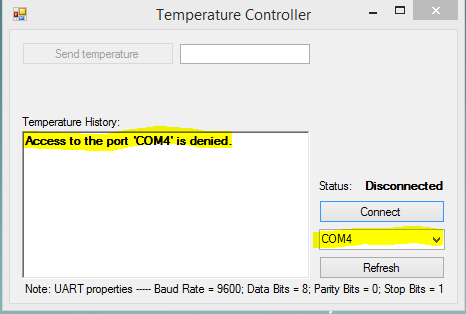 Temperature Controller
Send temperature
Temperature History:
Access to the port 'COM4' is denied.
Status: Disconnected
Connect
COM4
Refresh
Note: UART properties ----- Baud Rate = 9600; Data Bits = 8; Parity Bits = 0; Stop Bits = 1